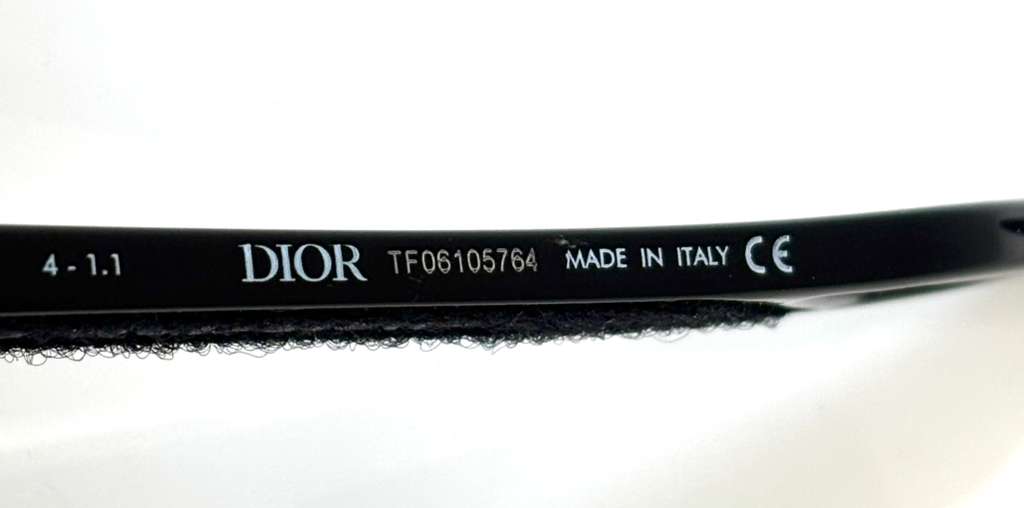 4 - 1.1 DIOR TF06105764 MADE IN ITALY CE